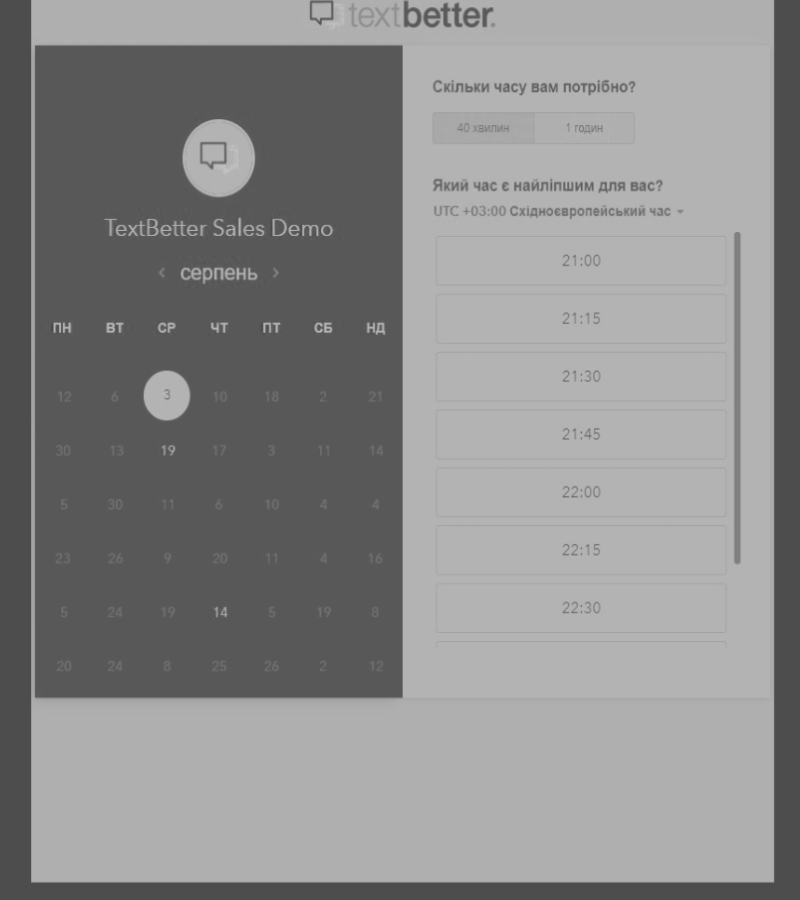 textbetter.
TextBetter Sales Demo
серпень
ПН ВТ СР ЧТ ПТ СБ НД
12 6 3 10 18 2 21
30 13 19 17 3 11 14
5 30 11 6 10 4 4
23 26 9 20 11 4 16
5 24 19 14 5 19 8
20 24 8 25 26 2 12
Скільки часу вам потрібно?
40 хвилин 1 годин
Який час є найліпшим для вас?
UTC +03:00 Східноєвропейський час
21:00
21:15
21:30
21:45
22:00
22:15
22:30